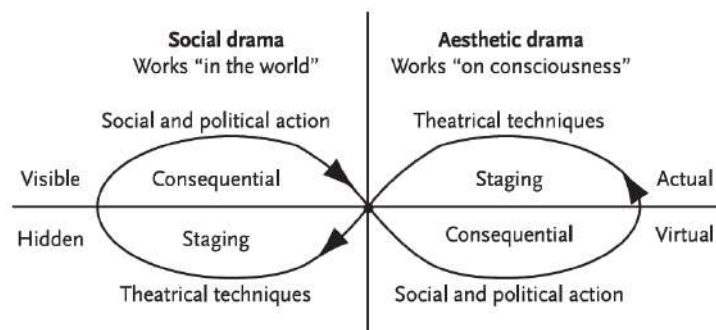 Social drama
Works "in the world"
Aesthetic drama
Works "on consciousness"
Social and political action
Theatrical techniques
Visible
Consequential
Staging
Actual
Hidden
Staging
Consequential
Virtual
Theatrical techniques
Social and political action